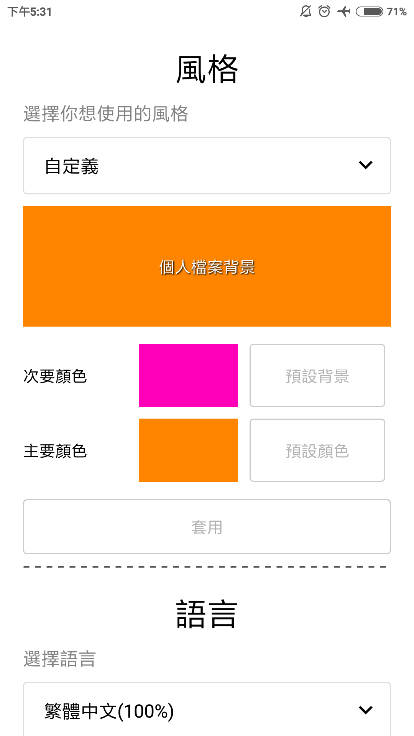 下午5:31
71%
風格
選擇你想使用的風格
自定義
個人檔案背景
次要顏色
預設背景
主要顏色
預設顏色
套用
語言
選擇語言
繁體中文(100%)